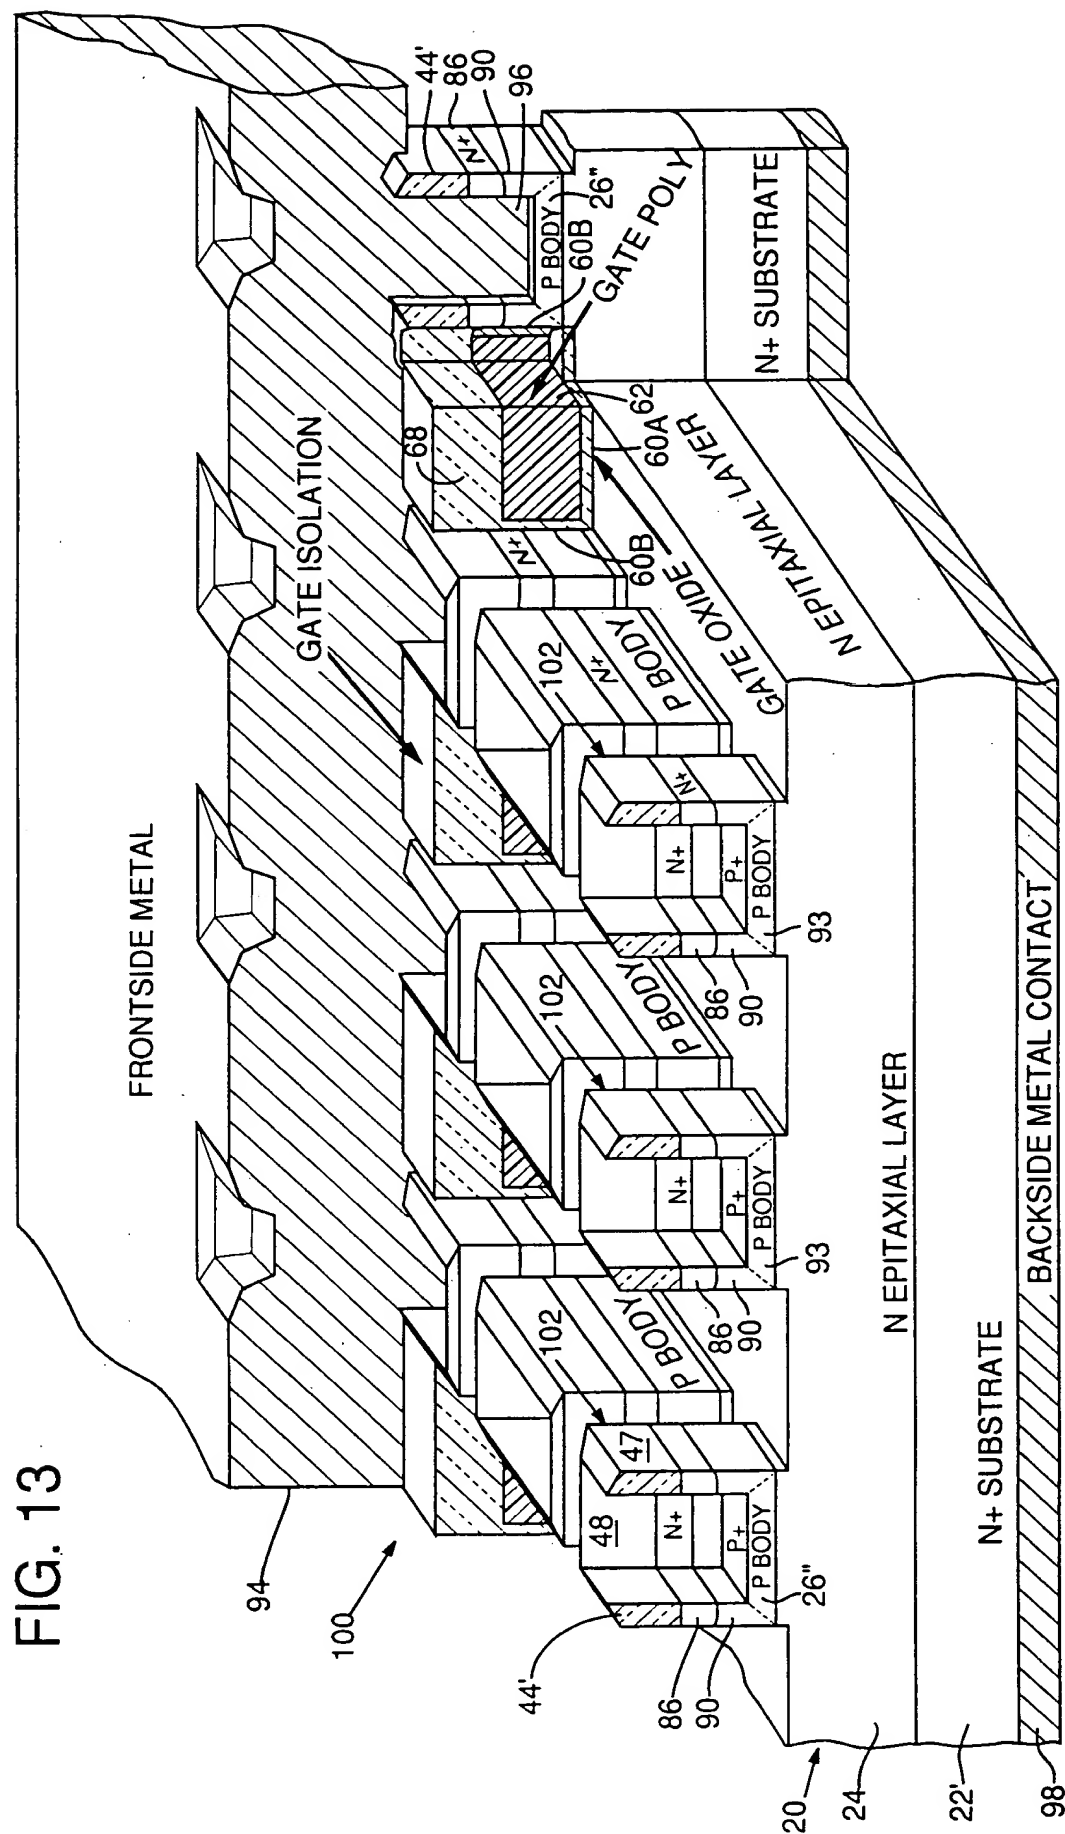 FIG. 13
94
100
FRONTSIDE METAL
GATE ISOLATION
68
44'
86
N+
90
96
P BODY
26"
60B
GATE POLY
62
60A
60B
N+
GATE OXIDE
N EPITAXIAL LAYER
N+ SUBSTRATE
102
N+
P BODY
N+
N+
P+
P BODY
93
86
90
102
P BODY
N+
P+
P BODY
93
86
90
102
P BODY
47
48
N+
P+
P BODY
26"
44'
86
90
20
24
22'
98
N EPITAXIAL LAYER
N+ SUBSTRATE
BACKSIDE METAL CONTACT